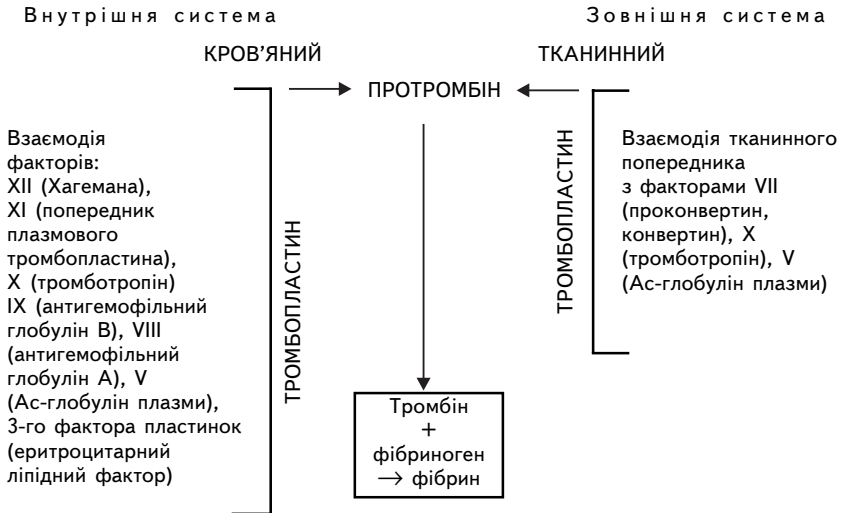 Внутрішня система
Зовнішня система
КРОВ’ЯНИЙ
ТКАНИННИЙ
ПРОТРОМБІН
Взаємодія
факторів:
XII (Хагемана),
XI (попередник
плазмового
тромбопластина),
X (тромботропін)
IX (антигемофільний
глобулін B), VIII
(антигемофільний
глобулін A), V
(Ас-глобулін плазми),
3-го фактора пластинок
(еритроцитарний
ліпідний фактор)
ТРОМБОПЛАСТИН
ТРОМБОПЛАСТИН
Взаємодія тканинного
попередника
з факторами VII
(проконвертин,
конвертин), X
(тромботропін), V
(Ас-глобулін плазми)
Тромбін
+
фібриноген
→ фібрин